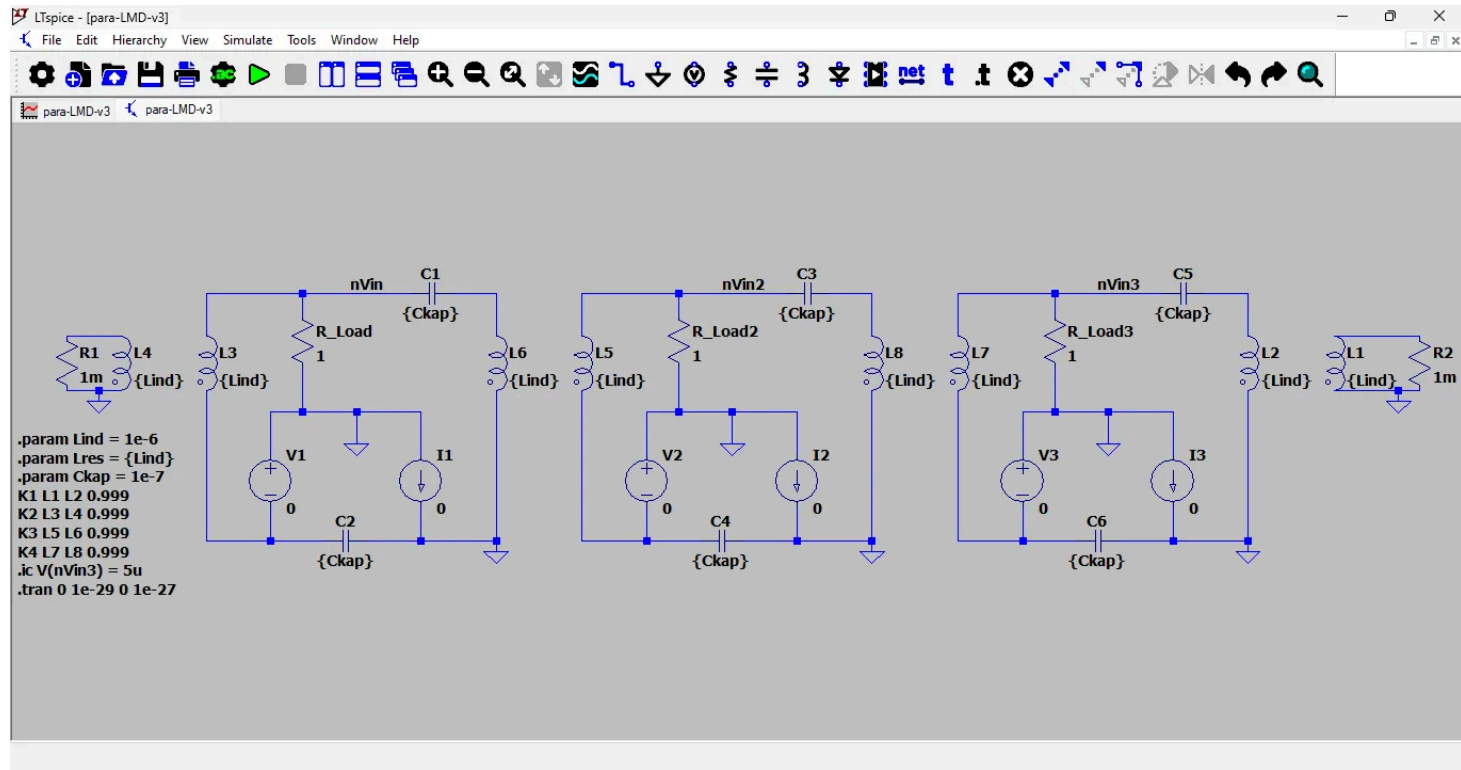 LTspice - [para-LMD-v3]
File Edit Hierarchy View Simulate Tools Window Help
net
t
.t
para-LMD-v3
para-LMD-v3
C1
C3
C5
nVin
nVin2
nVin3
{Ckap}
{Ckap}
{Ckap}
R_Load
R_Load2
R_Load3
R1
L4
L3
1
L6
L5
1
L8
L7
1
L2
L1
R2
1m
{Lind}
{Lind}
{Lind}
{Lind}
{Lind}
{Lind}
{Lind}
{Lind}
1m
.param Lind = 1e-6
.param Lres = {Lind}
.param Ckap = 1e-7
K1 L1 L2 0.999
K2 L3 L4 0.999
K3 L5 L6 0.999
K4 L7 L8 0.999
.ic V(nVin3) = 5u
.tran 0 1e-29 0 1e-27
V1
I1
V2
I2
V3
I3
0
0
0
0
0
0
C2
C4
C6
{Ckap}
{Ckap}
{Ckap}